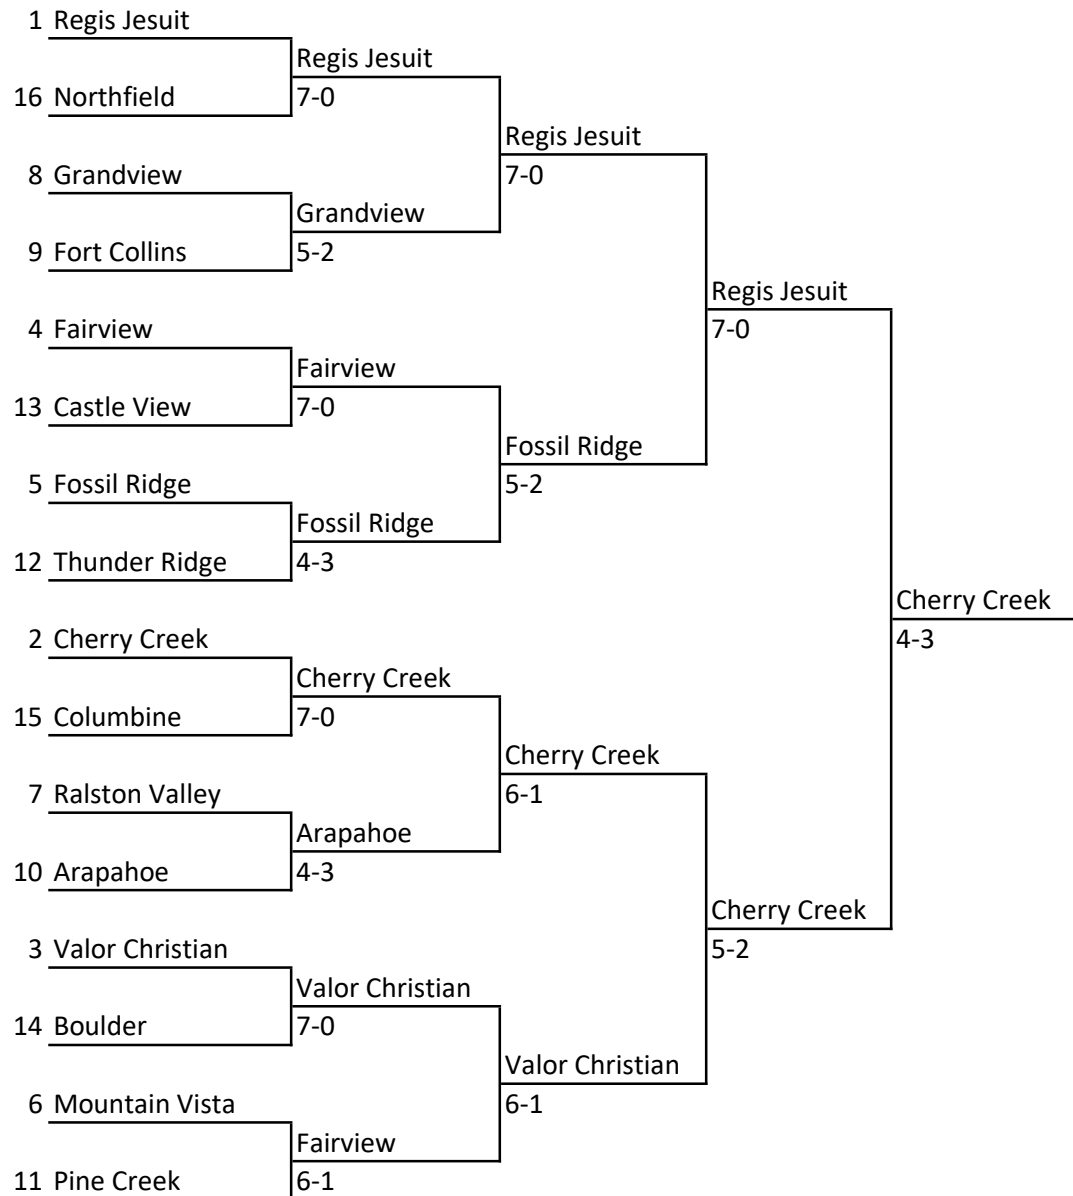 1 Regis Jesuit
Regis Jesuit
16 Northfield
7-0
Regis Jesuit
8 Grandview
7-0
Grandview
9 Fort Collins
5-2
Regis Jesuit
4 Fairview
7-0
Fairview
13 Castle View
7-0
Fossil Ridge
5 Fossil Ridge
5-2
Fossil Ridge
12 Thunder Ridge
4-3
Cherry Creek
2 Cherry Creek
4-3
Cherry Creek
15 Columbine
7-0
Cherry Creek
7 Ralston Valley
6-1
Arapahoe
10 Arapahoe
4-3
Cherry Creek
3 Valor Christian
5-2
Valor Christian
14 Boulder
7-0
Valor Christian
6 Mountain Vista
6-1
Fairview
11 Pine Creek
6-1